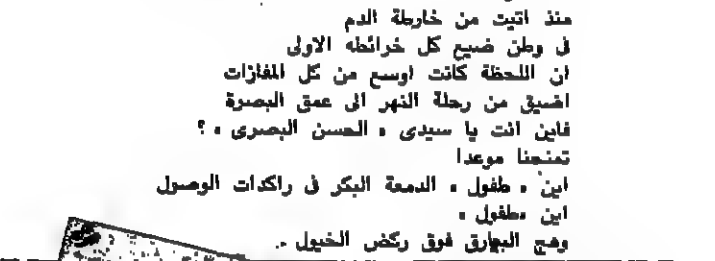 منذ اتيت من خارطة الدم
فى وطن ضيع كل خرائطه الاولى
ان اللحظة كانت اوسع من كل المفازات
اضيق من رحلة النهر الى عمق البصرة
فاين انت يا سيدى « الحسن البصرى » ؟
تمنحنا موعدا
اين « طفول » الدمعة البكر فى راكدات الوصول
اين «طفول »
وهج البيارق فوق ركض الخيول ..